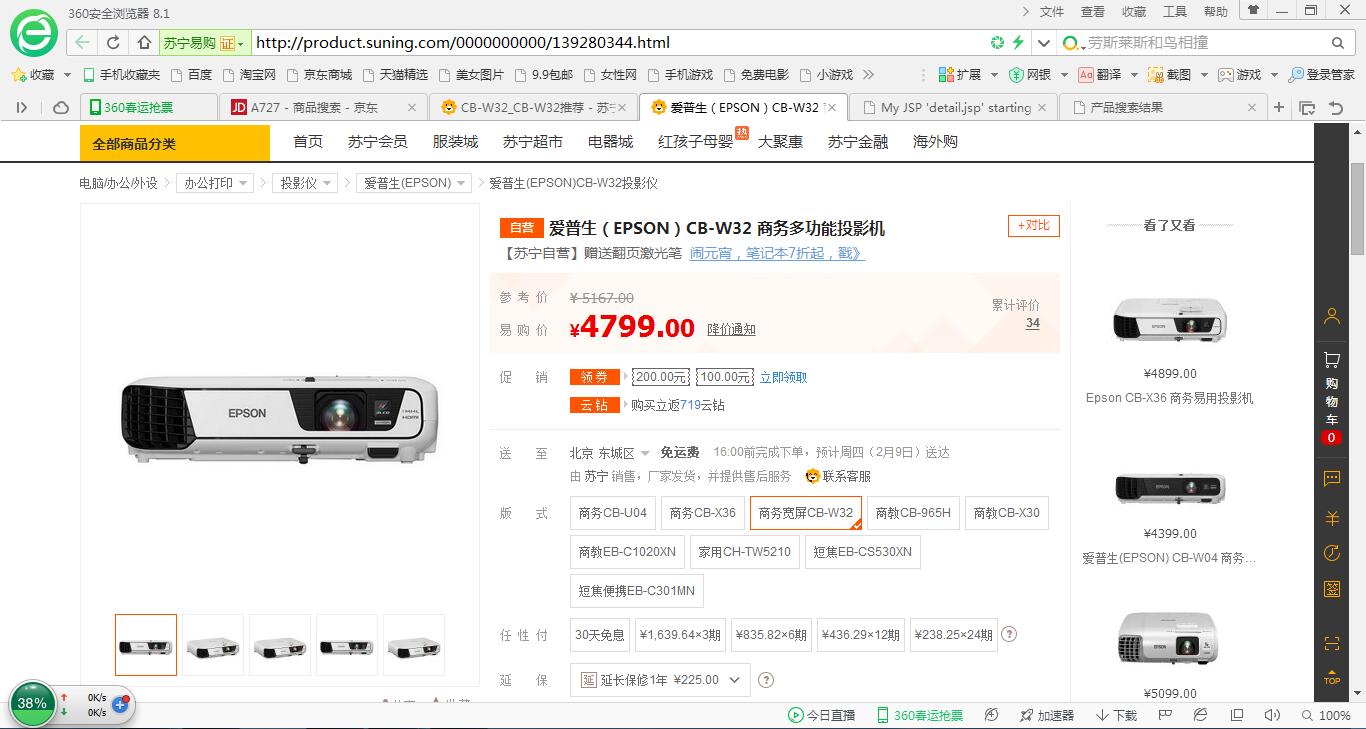 360安全浏览器 8.1
文件 查看 收藏 工具 帮助
苏宁易购 证 http://product.suning.com/0000000000/139280344.html 劳斯莱斯和鸟相撞
收藏 手机收藏夹 百度 淘宝网 京东商城 天猫精选 美女图片 9.9包邮 女性网 手机游戏 免费电影 小游戏 扩展 网银 Aa 翻译 截图 游戏 登录管家
360春运抢票 JD A727 - 商品搜索 - 京东 CB-W32_CB-W32推荐 - 苏宁 爱普生（EPSON）CB-W32 My JSP 'detail.jsp' starting 产品搜索结果
全部商品分类 首页 苏宁会员 服装城 苏宁超市 电器城 红孩子母婴 热 大聚惠 苏宁金融 海外购
电脑/办公/外设 办公打印 投影仪 爱普生(EPSON) 爱普生(EPSON)CB-W32投影仪
自营 爱普生（EPSON）CB-W32 商务多功能投影机 +对比
【苏宁自营】赠送翻页激光笔 闹元宵，笔记本7折起，戳》
参考价 ¥ 5167.00
易购价 ¥4799.00 降价通知
累计评价
34
促销 领券 200.00元 100.00元 立即领取
云钻 购买立返719云钻
送至 北京 东城区 免运费 16:00前完成下单，预计周四（2月9日）送达
由 苏宁 销售，厂家发货，并提供售后服务 联系客服
版式 商务CB-U04 商务CB-X36 商务宽屏CB-W32 商教CB-965H 商教CB-X30
商教EB-C1020XN 家用CH-TW5210 短焦EB-CS530XN
短焦便携EB-C301MN
任性付 30天免息 ¥1,639.64×3期 ¥835.82×6期 ¥436.29×12期 ¥238.25×24期 ?
延保 延 延长保修1年 ¥225.00 ?
EPSON
MHL
HDMI
看了又看
¥4899.00
Epson CB-X36 商务易用投影机
¥4399.00
爱普生(EPSON) CB-W04 商务...
¥5099.00
购物车
0
签
TOP
38% 0K/s
0K/s
今日直播 360春运抢票 加速器 下载 100%